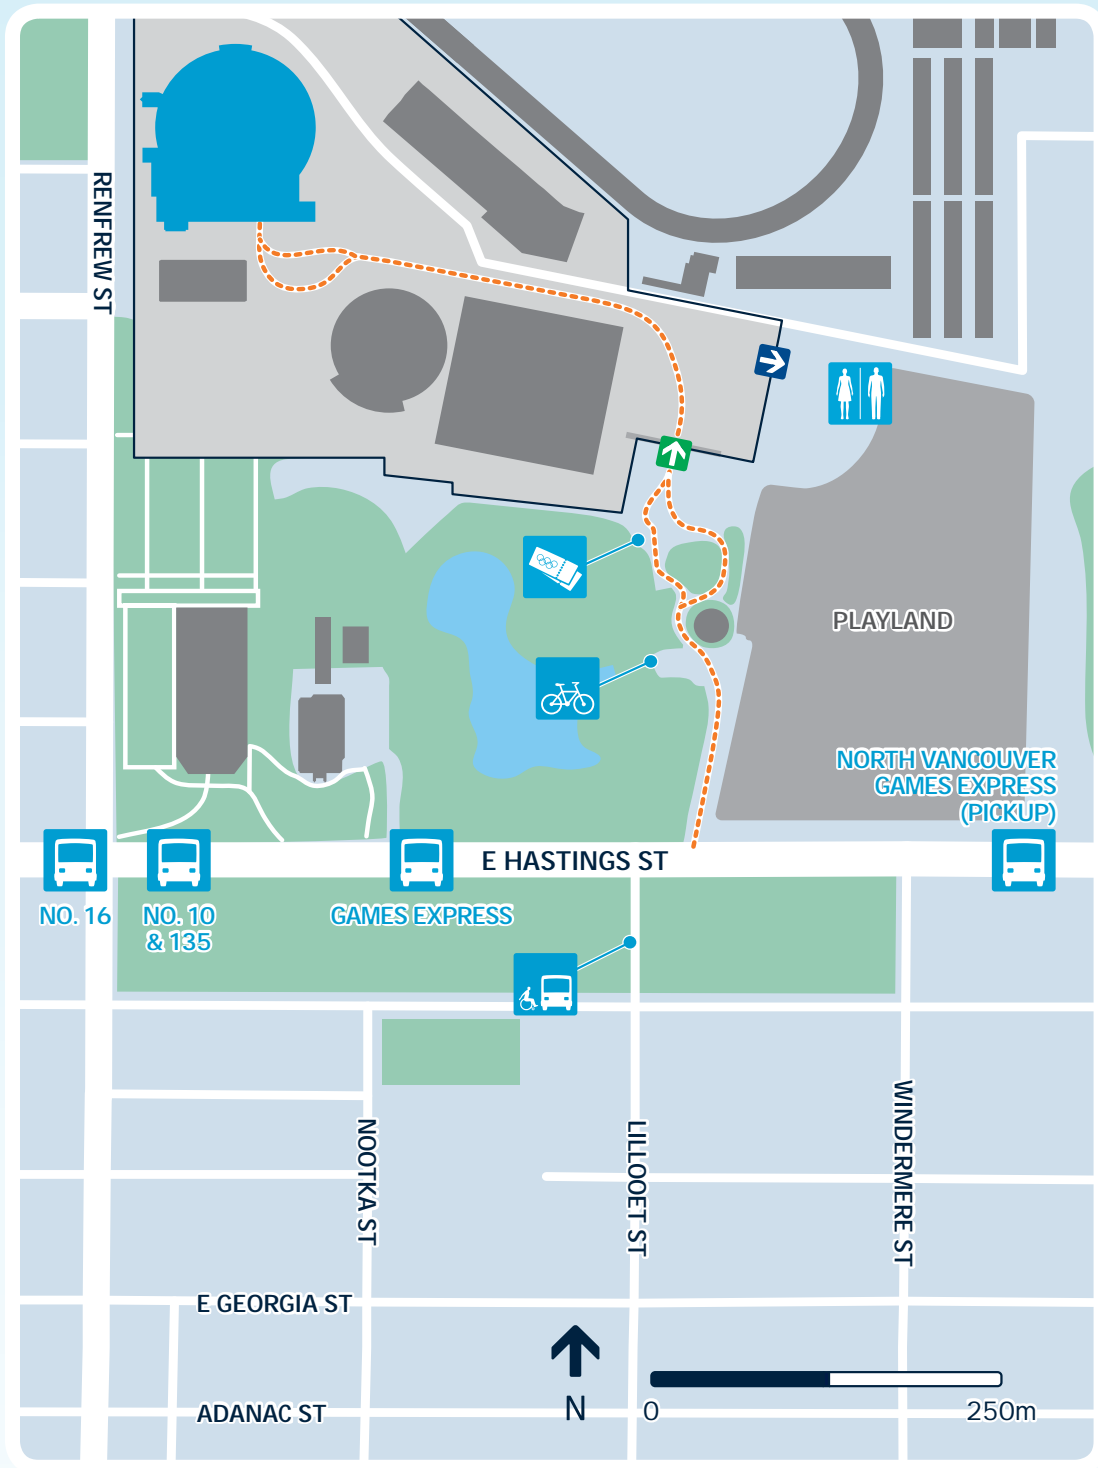 RENFREW ST
PLAYLAND
NORTH VANCOUVER
GAMES EXPRESS
(PICKUP)
E HASTINGS ST
NO. 16
NO. 10
& 135
GAMES EXPRESS
NOOTKA ST
LILLOOET ST
WINDERMERE ST
E GEORGIA ST
ADANAC ST
N
0
250m